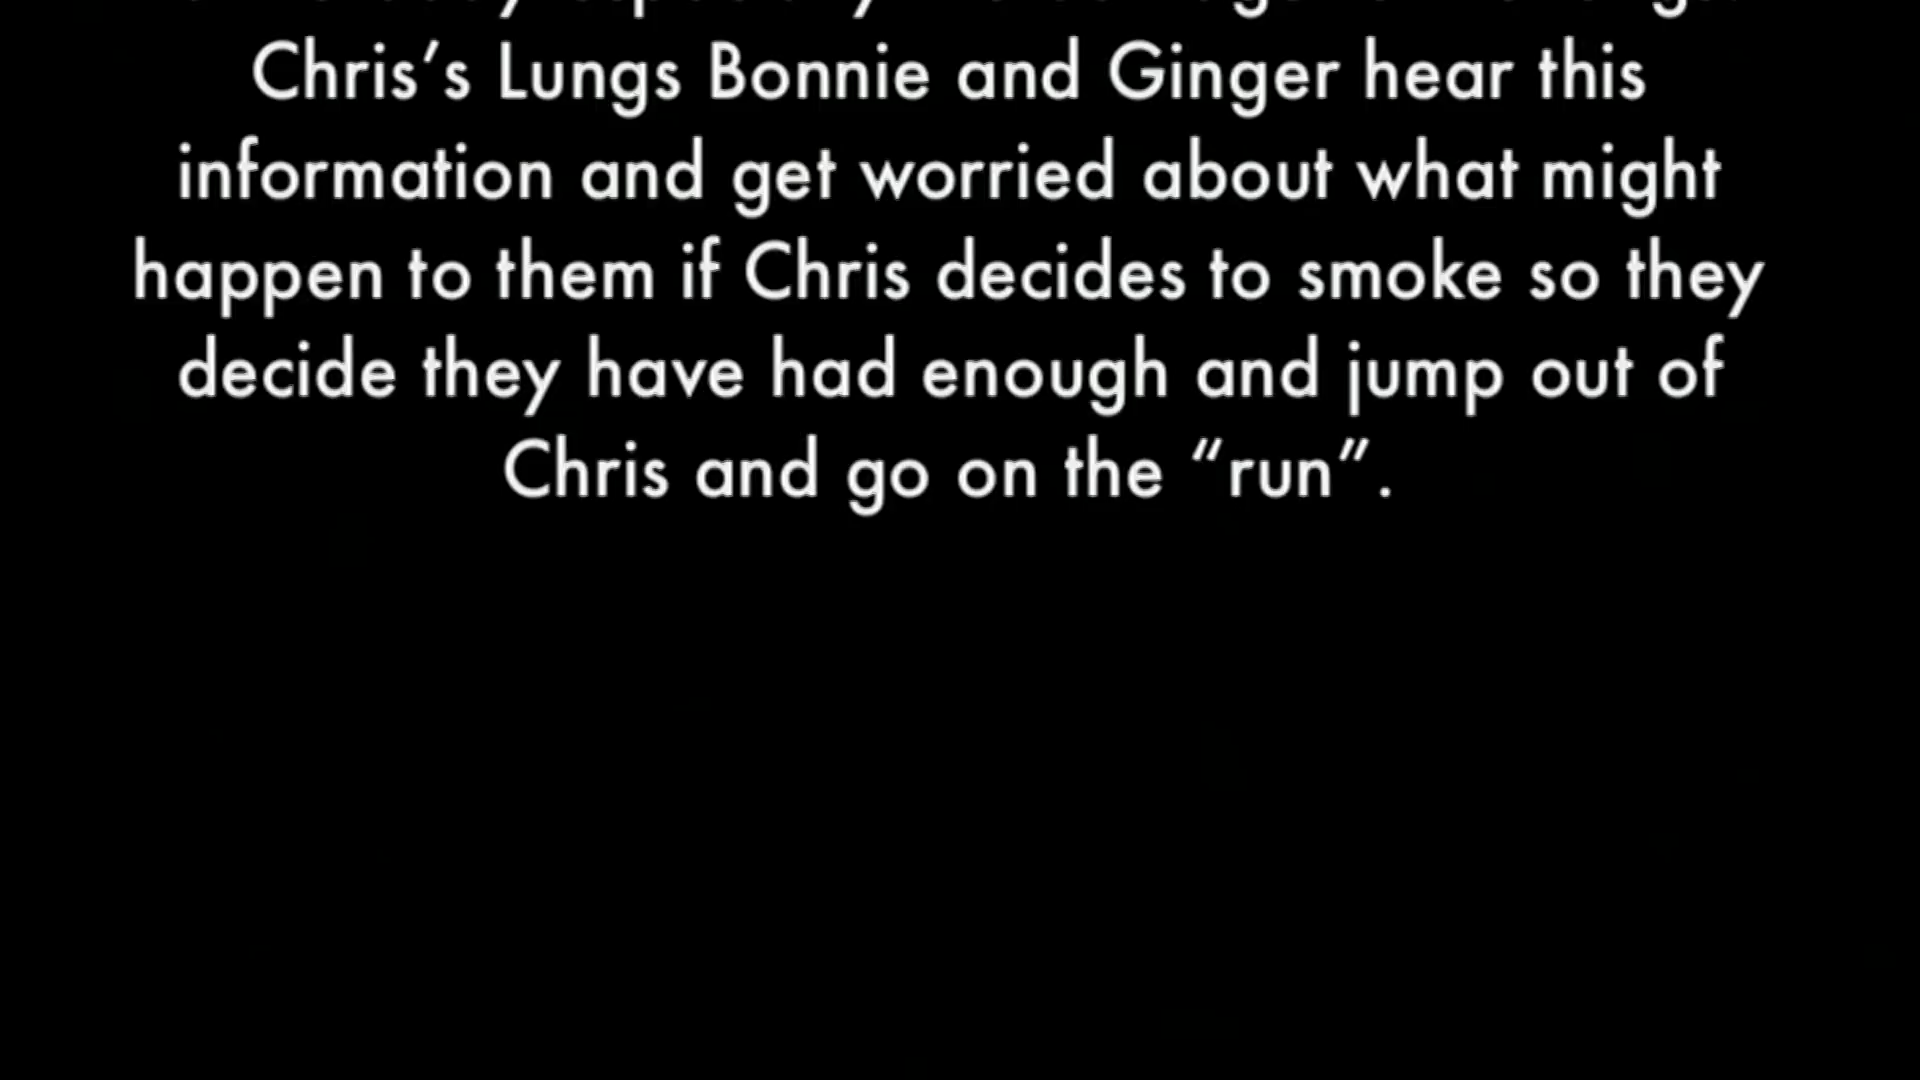 Chris’s Lungs Bonnie and Ginger hear this
information and get worried about what might
happen to them if Chris decides to smoke so they
decide they have had enough and jump out of
Chris and go on the “run”.